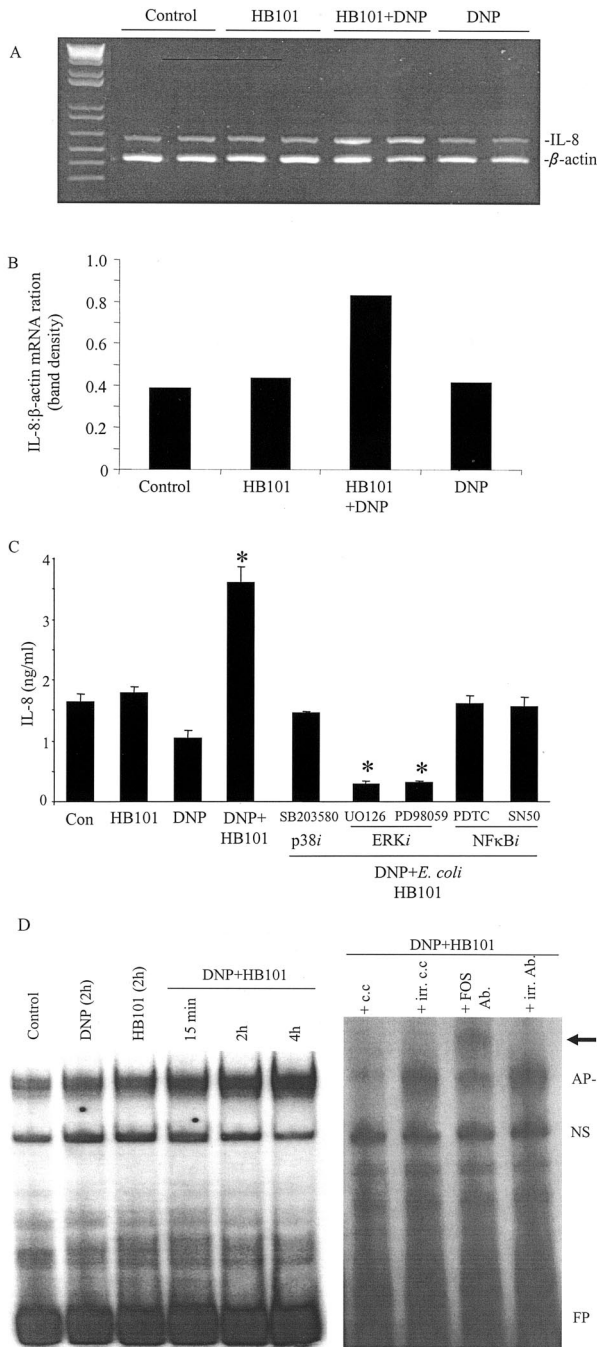 Control HB101 HB101+DNP DNP
A
-IL-8
-β-actin
B
IL-8:β-actin mRNA ration
(band density)
1.0
0.8
0.6
0.4
0.2
0
Control HB101 HB101 DNP
+DNP
C
IL-8 (ng/ml)
4
3
2
1
0
*
* *
Con HB101 DNP DNP+ SB203580 UO126 PD98059 PDTC SN50
HB101 p38i ERKi NFκBi
DNP+E. coli
HB101
D
DNP+HB101
Control DNP (2h) HB101 (2h) 15 min 2h 4h
DNP+HB101
+ c.c + irr. c.c + FOS Ab. + irr. Ab.
AP-
NS
FP